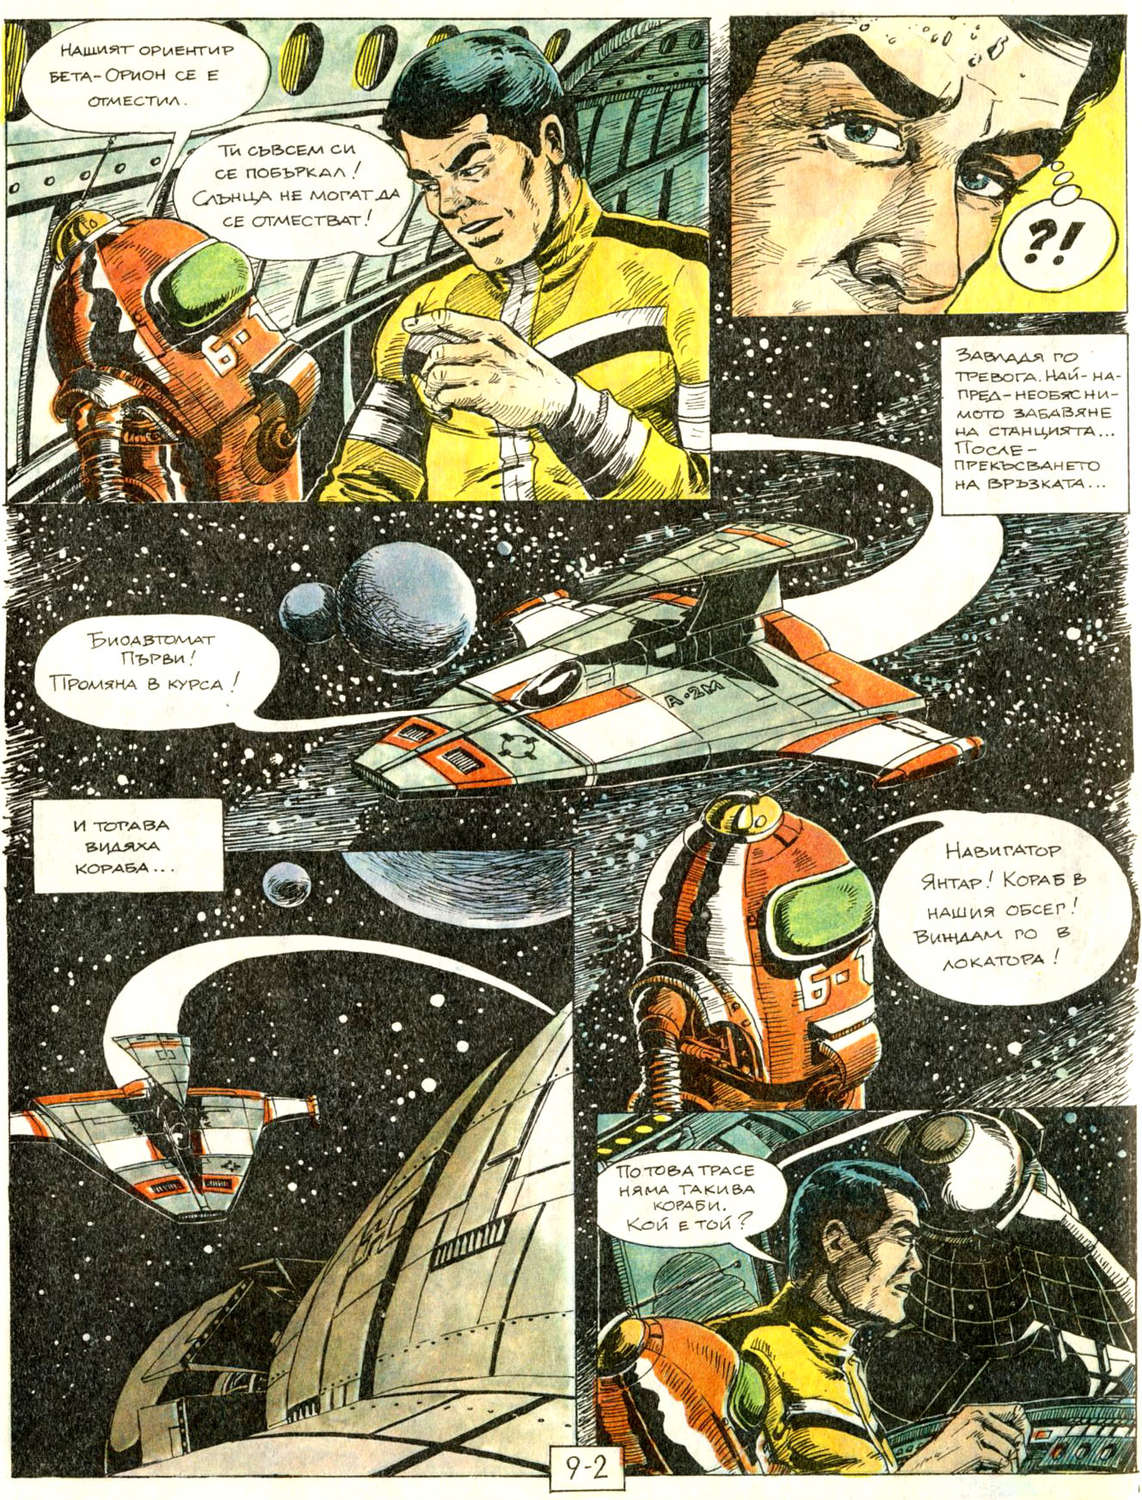 Нашият ориентир
Бета-Орион се е
отместил.
Ти съвсем си
се побъркал!
Слънца не могат да
се отместват!
?!
Завладя го
тревога. Най-на-
пред-необясни-
мото забавяне
на станцията...
После-
прекъсването
на връзката...
Биоавтомат
Първи!
Промяна в курса!
А-2М
И тогава
видяха
кораба...
Навигатор
Янтар! Кораб в
нашия обсег!
Виждам го в
локатора!
Б-1
Б-1
По това трасе
няма такива
кораби.
Кой е той?
9-2